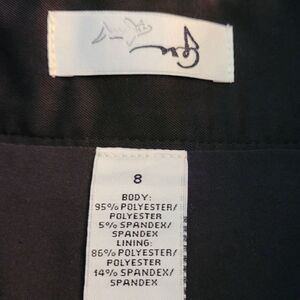 8
BODY:
95% POLYESTER/
POLYESTER
5% SPANDEX/
SPANDEX
LINING:
86% POLYESTER/
POLYESTER
14% SPANDEX/
SPANDEX